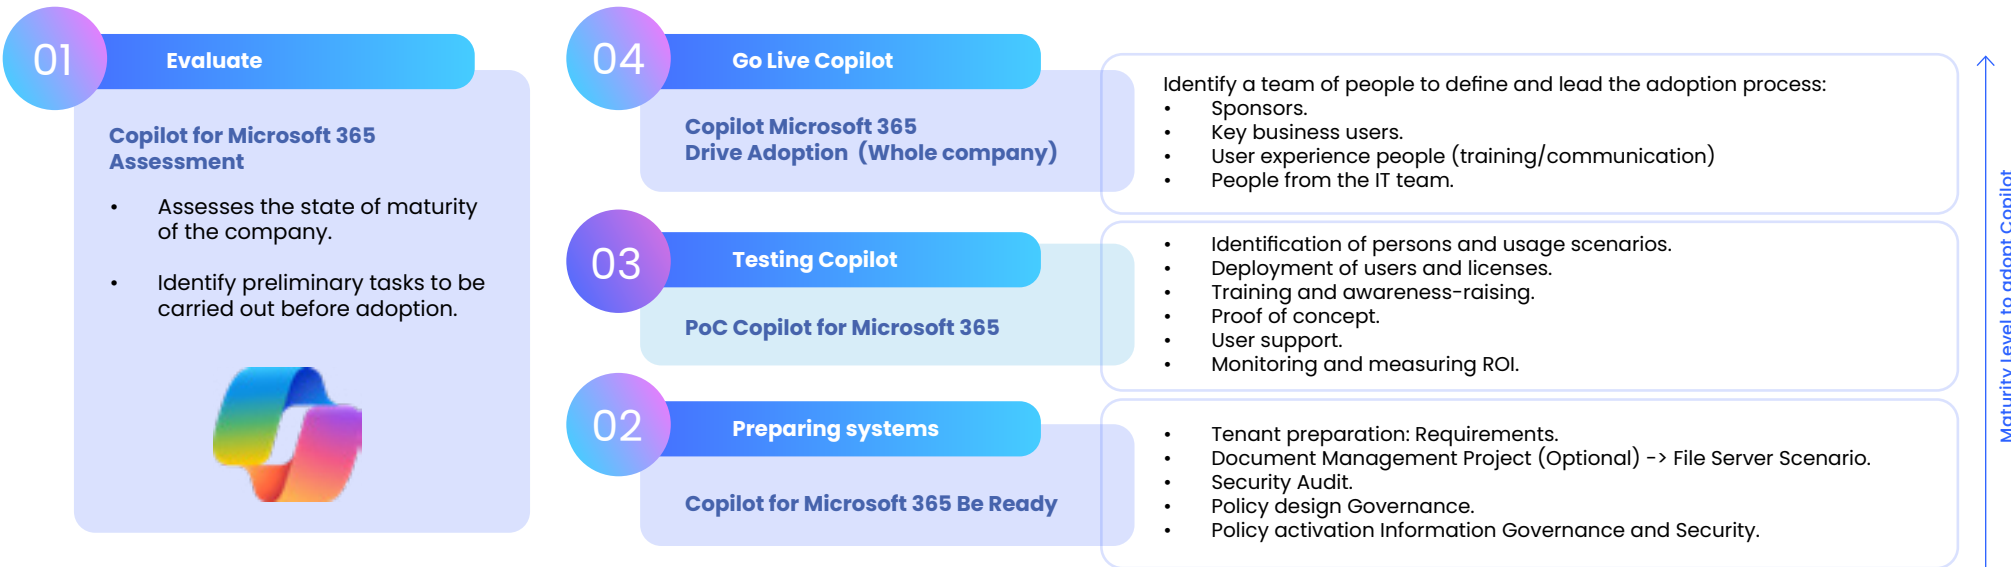 01
Evaluate
Copilot for Microsoft 365
Assessment
• Assesses the state of maturity
of the company.
• Identify preliminary tasks to be
carried out before adoption.
04
Go Live Copilot
Copilot Microsoft 365
Drive Adoption (Whole company)
Identify a team of people to define and lead the adoption process:
• Sponsors.
• Key business users.
• User experience people (training/communication)
• People from the IT team.
03
Testing Copilot
PoC Copilot for Microsoft 365
• Identification of persons and usage scenarios.
• Deployment of users and licenses.
• Training and awareness-raising.
• Proof of concept.
• User support.
• Monitoring and measuring ROI.
02
Preparing systems
Copilot for Microsoft 365 Be Ready
• Tenant preparation: Requirements.
• Document Management Project (Optional) -> File Server Scenario.
• Security Audit.
• Policy design Governance.
• Policy activation Information Governance and Security.
Maturity Level to adopt Copilot